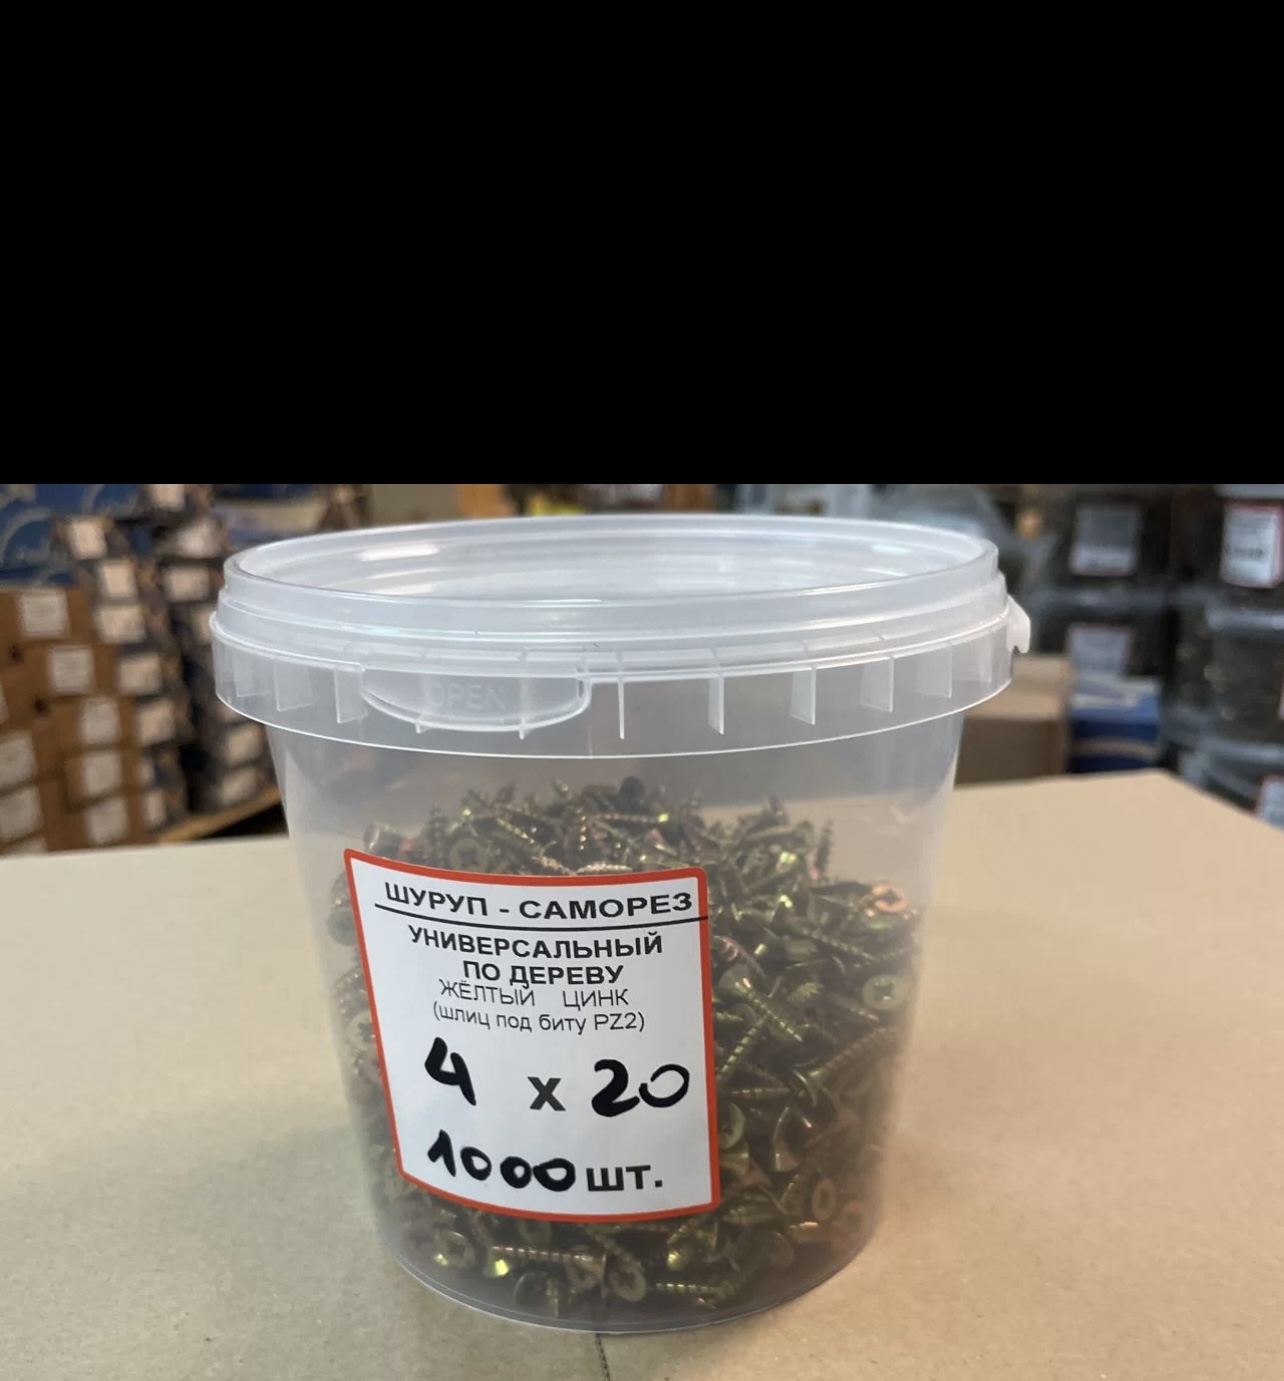 OPEN
ШУРУП - САМОРЕЗ
УНИВЕРСАЛЬНЫЙ
ПО ДЕРЕВУ
ЖЁЛТЫЙ ЦИНК
(шлиц под биту PZ2)
4 x 20
1000 шт.